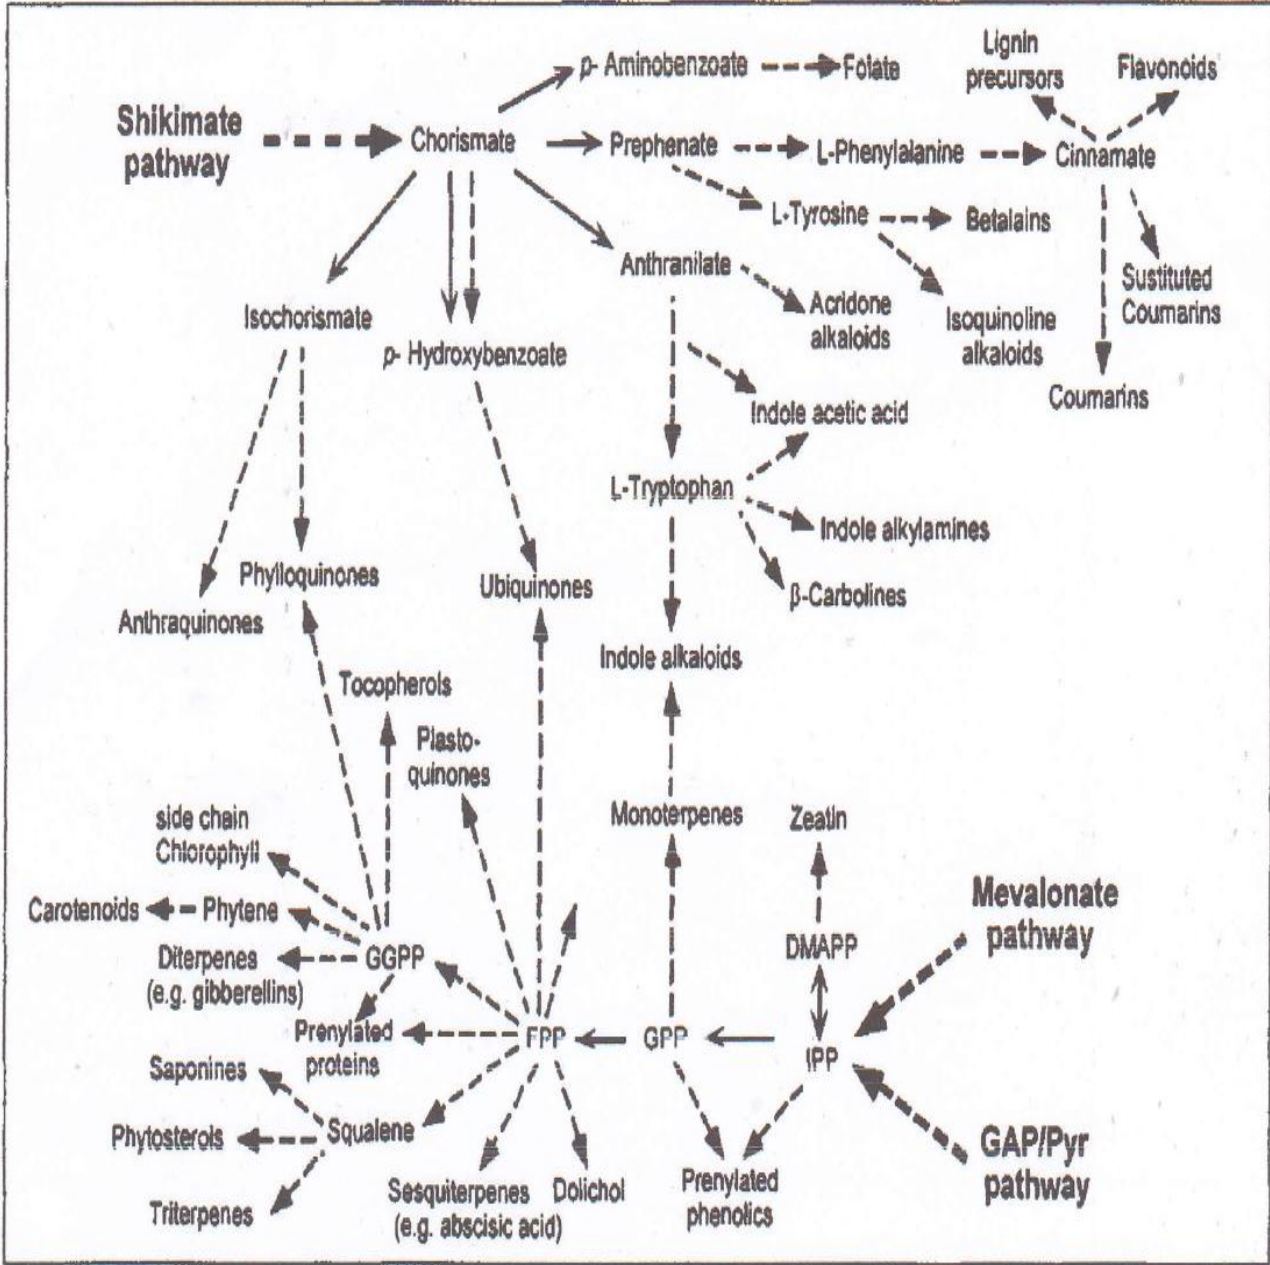 Lignin
precursors
Flavonoids
p- Aminobenzoate
Folate
Shikimate
pathway
Chorismate
Prephenate
L-Phenylalanine
Cinnamate
L-Tyrosine
Betalains
Anthranilate
Acridone
alkaloids
Isoquinoline
alkaloids
Sustituted
Coumarins
Isochorismate
p- Hydroxybenzoate
Coumarins
Indole acetic acid
L-Tryptophan
Indole alkylamines
β-Carbolines
Phylloquinones
Ubiquinones
Anthraquinones
Indole alkaloids
Tocopherols
Plasto-
quinones
side chain
Chlorophyll
Monoterpenes
Zeatin
Carotenoids
Phytene
Mevalonate
pathway
Diterpenes
(e.g. gibberellins)
GGPP
DMAPP
Prenylated
proteins
FPP
GPP
IPP
Saponines
Squalene
Phytosterols
GAP/Pyr
pathway
Triterpenes
Sesquiterpenes
(e.g. abscisic acid)
Dolichol
Prenylated
phenolics